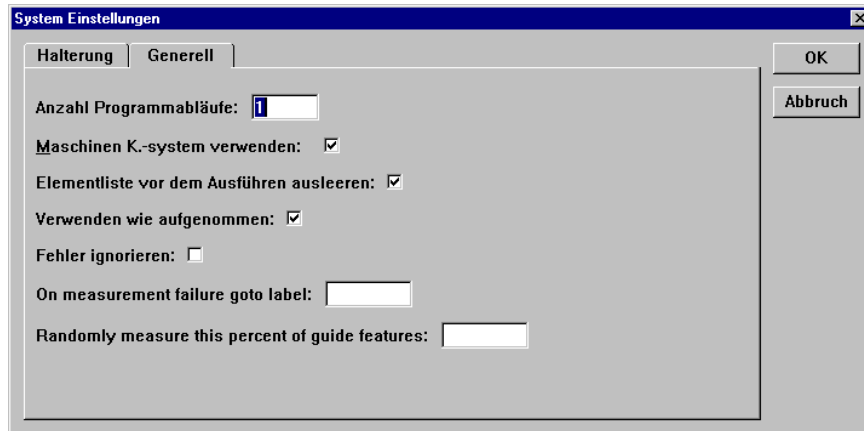 System Einstellungen
Halterung Generell
OK
Abbruch
Anzahl Programmabläufe: 1
Maschinen K.-system verwenden:
Elementliste vor dem Ausführen ausleeren:
Verwenden wie aufgenommen:
Fehler ignorieren:
On measurement failure goto label:
Randomly measure this percent of guide features: